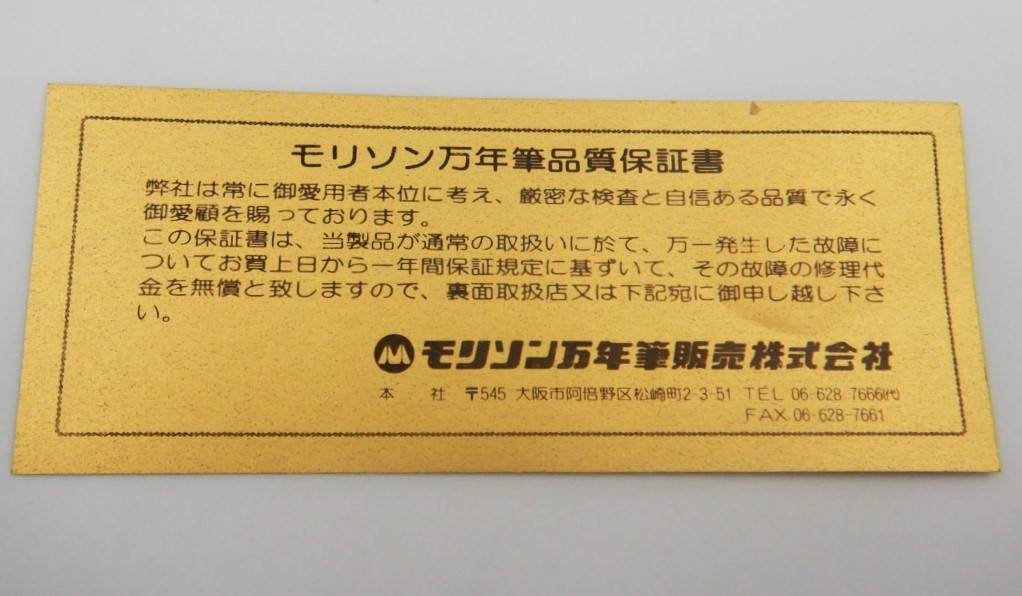 モリソン万年筆品質保証書
弊社は常に御愛用者本位に考え、厳密な検査と自信ある品質で永く
御愛顧を賜っております。
この保証書は、当製品が通常の取扱いに於て、万一発生した故障に
ついてお買上日から一年間保証規定に基ずいて、その故障の修理代
金を無償と致しますので、裏面取扱店又は下記宛に御申し越し下さ
い。
モリソン万年筆販売株式会社
本 社 〒545 大阪市阿倍野区松崎町2-3-51 TEL 06-628-7666㈹
FAX 06-628-7661